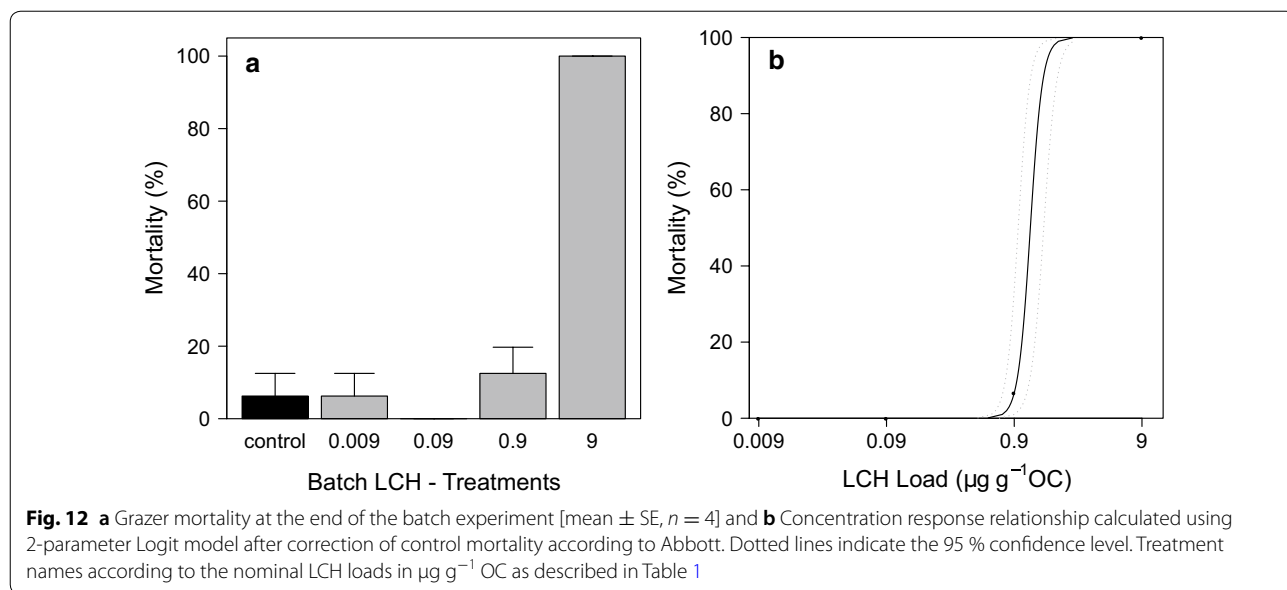 a
100
80
60
40
20
0
Mortality (%)
control 0.009 0.09 0.9 9
Batch LCH - Treatments
b
100
80
60
40
20
0
Mortality (%)
0.009 0.09 0.9 9
LCH Load (µg g⁻¹OC)
Fig. 12 a Grazer mortality at the end of the batch experiment [mean ± SE, n = 4] and b Concentration response relationship calculated using
2-parameter Logit model after correction of control mortality according to Abbott. Dotted lines indicate the 95 % confidence level. Treatment
names according to the nominal LCH loads in µg g⁻¹ OC as described in Table 1